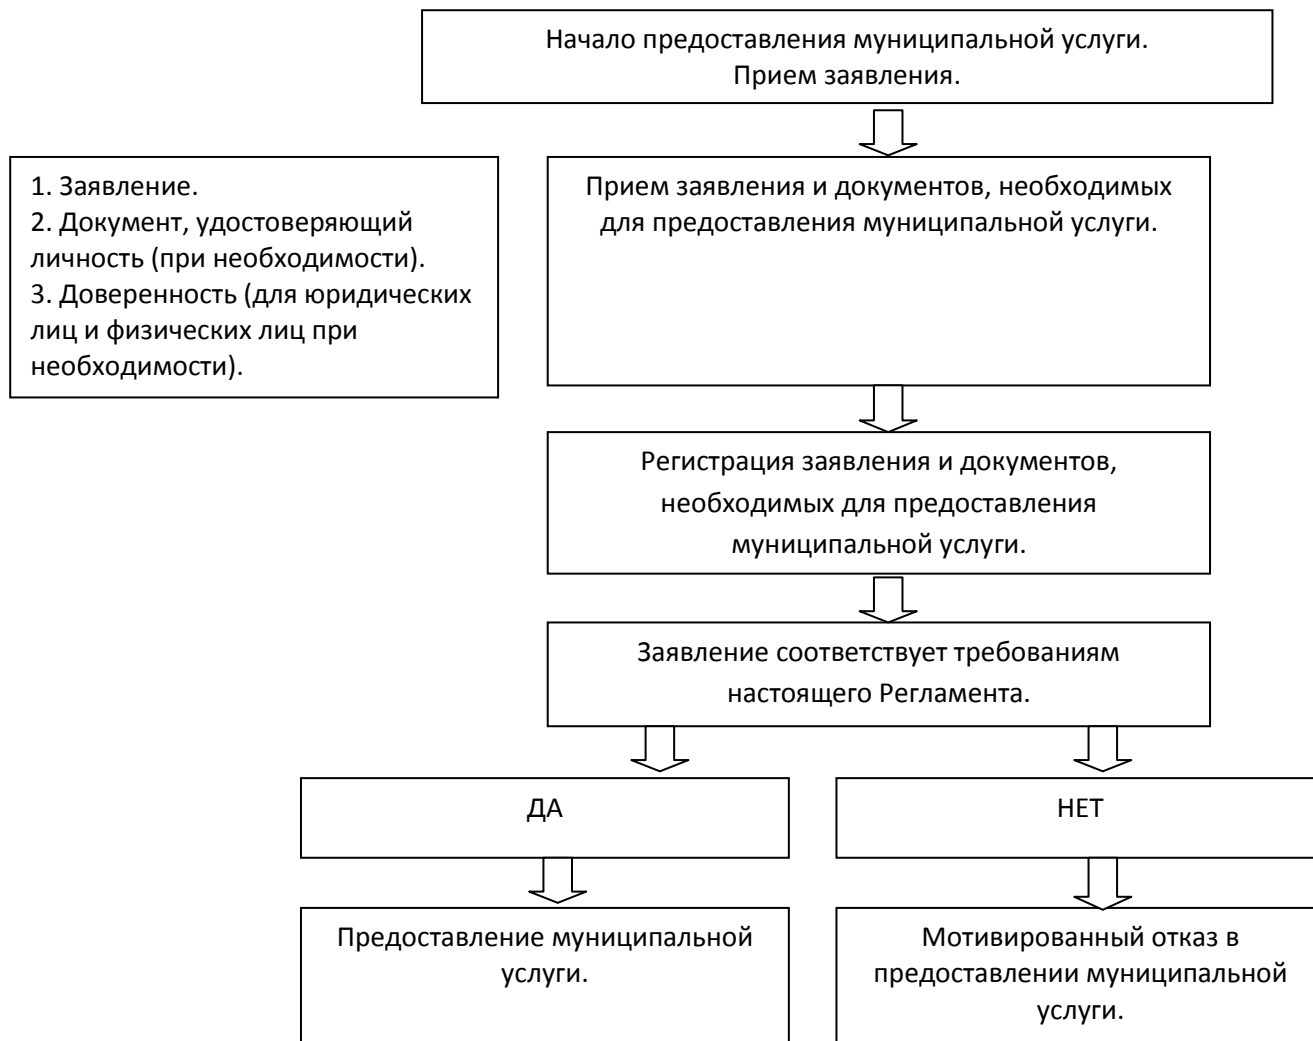 Начало предоставления муниципальной услуги.
Прием заявления.
1. Заявление.
2. Документ, удостоверяющий
личность (при необходимости).
3. Доверенность (для юридических
лиц и физических лиц при
необходимости).
Прием заявления и документов, необходимых
для предоставления муниципальной услуги.
Регистрация заявления и документов,
необходимых для предоставления
муниципальной услуги.
Заявление соответствует требованиям
настоящего Регламента.
ДА
НЕТ
Предоставление муниципальной
услуги.
Мотивированный отказ в
предоставлении муниципальной
услуги.